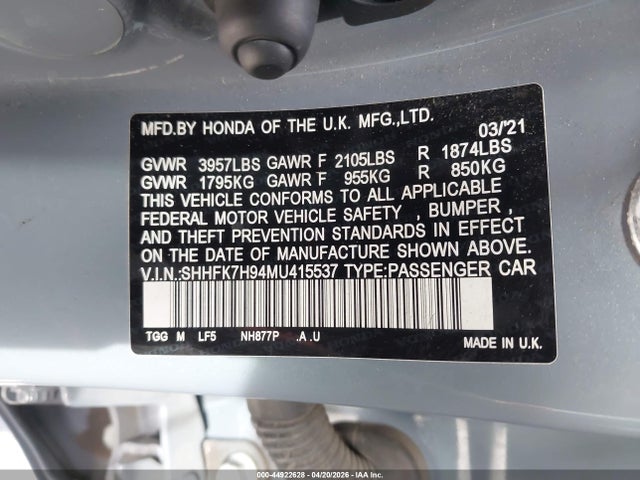 MFD.BY HONDA OF THE U.K. MFG.,LTD. 03/'21
GVWR 3957LBS GAWR F 2105LBS R 1874LBS
GVWR 1795KG GAWR F 955KG R 850KG
THIS VEHICLE CONFORMS TO ALL APPLICABLE
FEDERAL MOTOR VEHICLE SAFETY , BUMPER ,
AND THEFT PREVENTION STANDARDS IN EFFECT
ON THE DATE OF MANUFACTURE SHOWN ABOVE.
V.I.N.:SHHFK7H94MU415537 TYPE:PASSENGER CAR
TGG M LF5 NH877P .A .U MADE IN U.K.
000-44922628 - 04/20/2026 - IAA Inc.